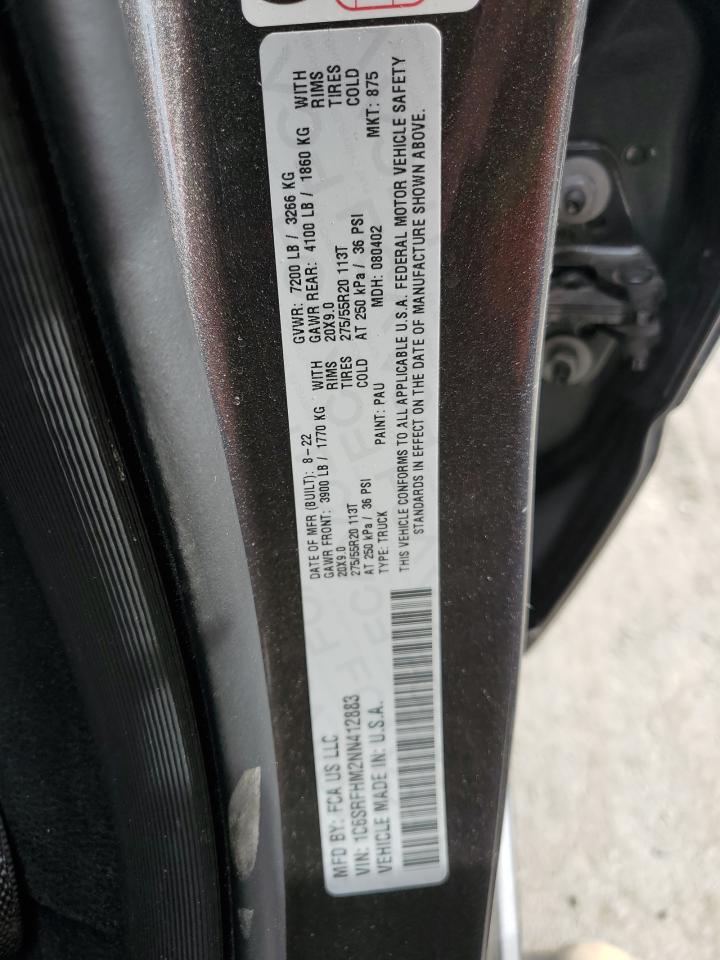 MFD BY: FCA US LLC
VIN: 1C6SRFHM2NN412883
VEHICLE MADE IN: U.S.A.
DATE OF MFR (BUILT): 8-22
GAWR FRONT: 3900 LB / 1770 KG WITH
20X9.0 RIMS
275/55R20 113T TIRES
AT 250 kPa / 36 PSI COLD
TYPE: TRUCK PAINT: PAU
GVWR: 7200 LB / 3266 KG
GAWR REAR: 4100 LB / 1860 KG WITH
20X9.0 RIMS
275/55R20 113T TIRES
AT 250 kPa / 36 PSI COLD
MDH: 080402 MKT: 875
THIS VEHICLE CONFORMS TO ALL APPLICABLE U.S.A. FEDERAL MOTOR VEHICLE SAFETY
STANDARDS IN EFFECT ON THE DATE OF MANUFACTURE SHOWN ABOVE.